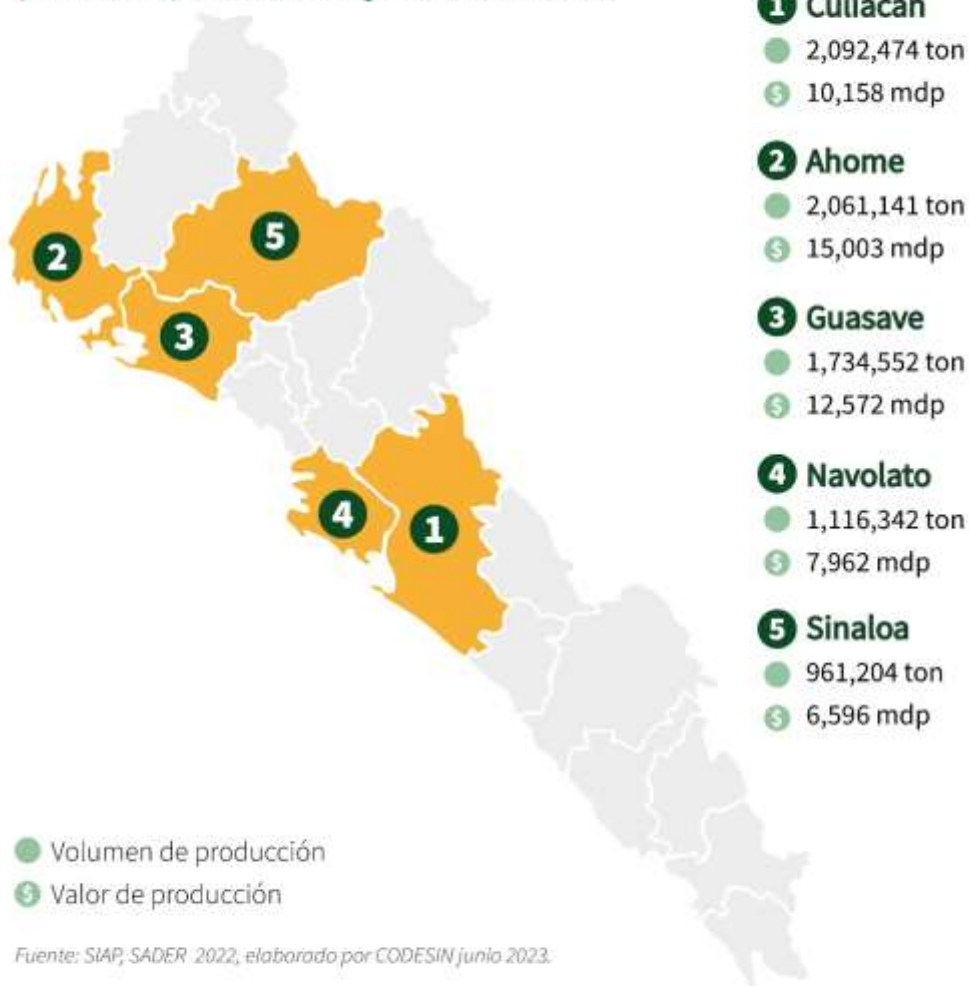 1 Culiacán
2,092,474 ton
$ 10,158 mdp
2 Ahome
2,061,141 ton
$ 15,003 mdp
3 Guasave
1,734,552 ton
$ 12,572 mdp
4 Navolato
1,116,342 ton
$ 7,962 mdp
5 Sinaloa
961,204 ton
$ 6,596 mdp
2
5
3
4
1
Volumen de producción
$ Valor de producción
Fuente: SIAP, SADER 2022, elaborado por CODESIN junio 2023.